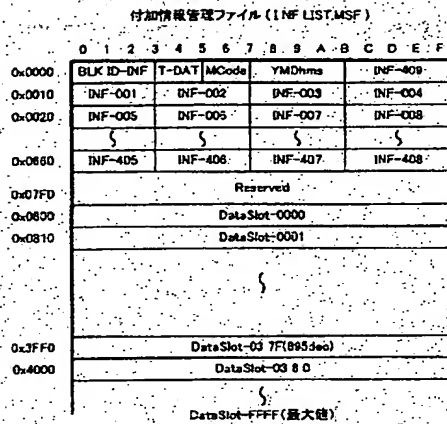 付加情報管理ファイル(INFLIST.MSF)
0 1 2 3 4 5 6 7 8 9 A B C D E F
0x0000 BLK ID-INF T-DAT MCode YMDhms INF-409
0x0010 INF-001 INF-002 INF-003 INF-004
0x0020 INF-005 INF-006 INF-007 INF-008
0x0660 INF-405 INF-406 INF-407 INF-408
0x07F0 Reserved
0x0800 DataSlot-0000
0x0810 DataSlot-0001
0x3FF0 DataSlot-03 7F(895dec)
0x4000 DataSlot-03 8 0
DataSlot-FFFF(最大値)